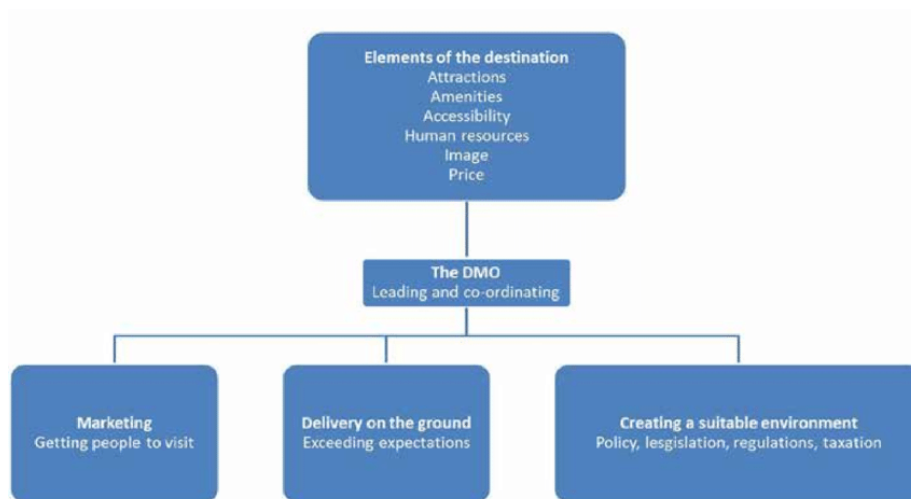 Elements of the destination
Attractions
Amenities
Accessibility
Human resources
Image
Price
The DMO
Leading and co-ordinating
Marketing
Getting people to visit
Delivery on the ground
Exceeding expectations
Creating a suitable environment
Policy, lesgislation, regulations, taxation